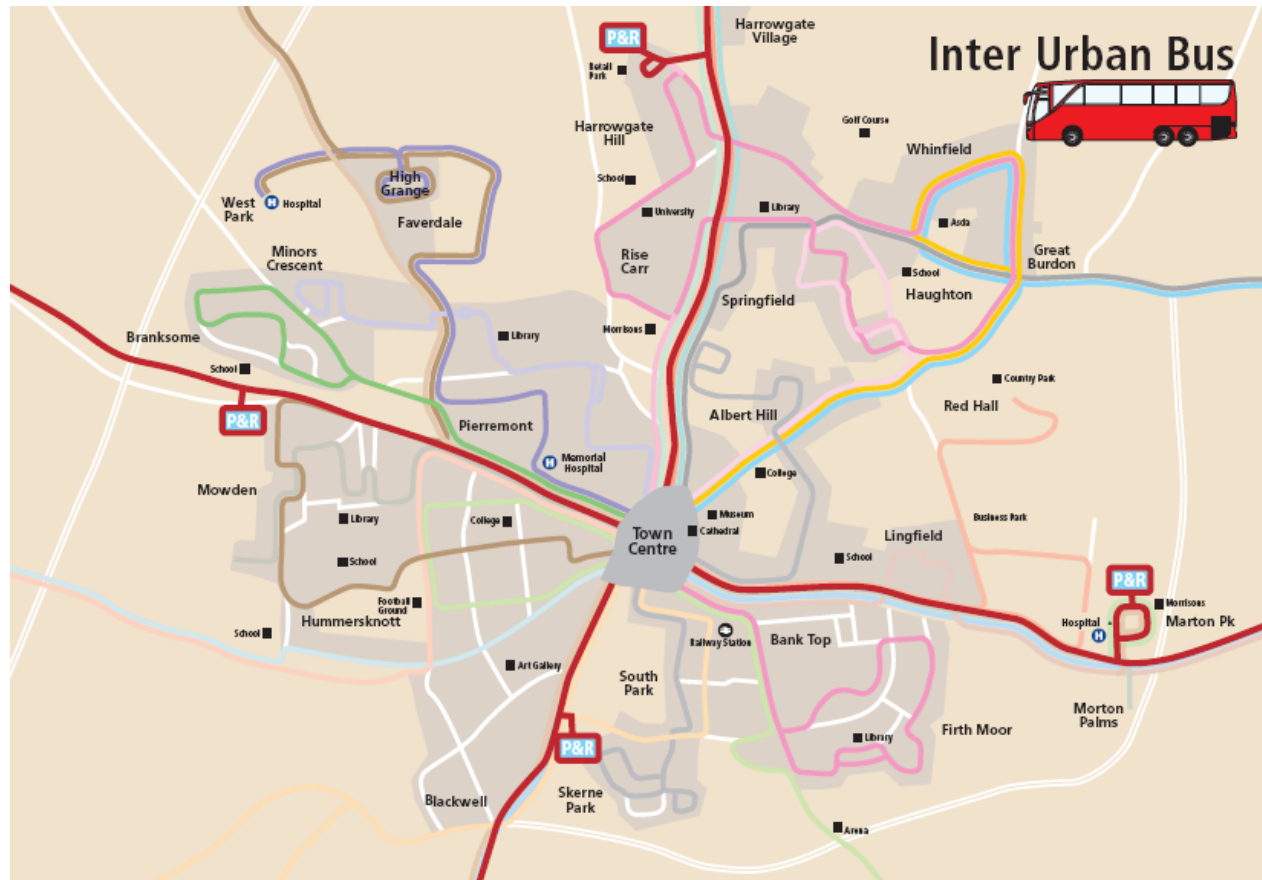 Harrowgate
Village
P&R
Inter Urban Bus
Retail
Park
Harrowgate
Hill
Golf Course
Whinfield
High
Grange
School
West
Park
H Hospital
Faverdale
University
Library
Asda
Minors
Crescent
Rise
Carr
Great
Burdon
School
Haughton
Springfield
Branksome
Library
Morrisons
School
Country Park
P&R
Pierremont
Albert Hill
Red Hall
H Memorial
Hospital
College
Mowden
Library
College
Museum
Town
Centre
Cathedral
Business Park
Lingfield
School
School
P&R
Football
Ground
Hummersknott
School
Morrisons
Hospital
H
Marton Pk
Railway Station
Bank Top
Art Gallery
South
Park
Morton
Palms
Firth Moor
Library
P&R
Skerne
Park
Blackwell
Arena